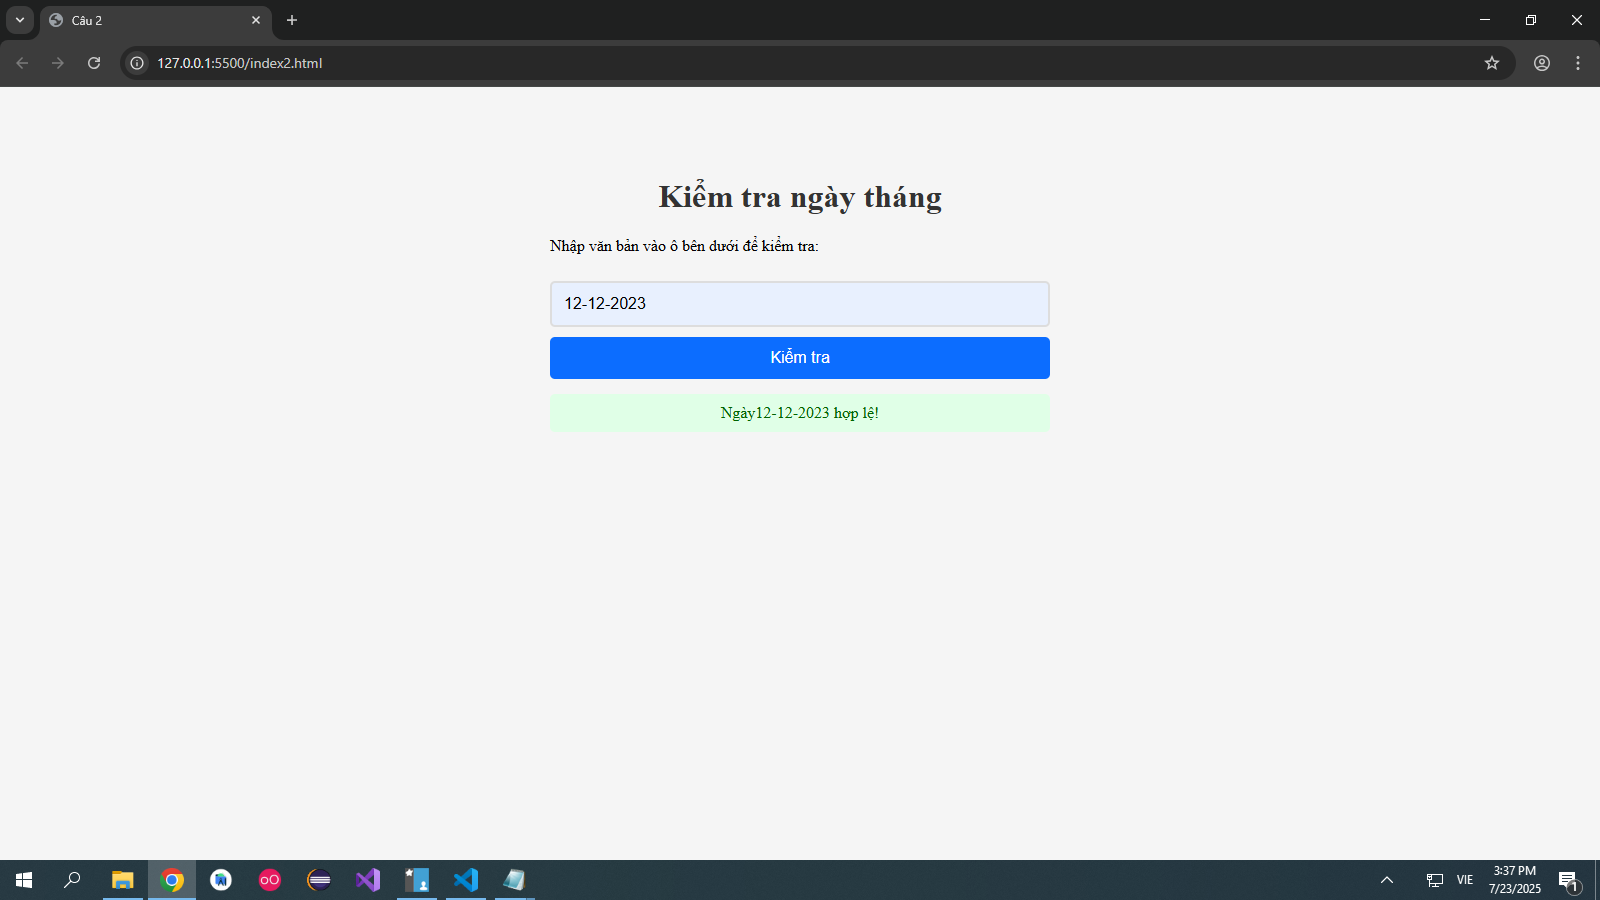 Câu 2
127.0.0.1:5500/index2.html
Kiểm tra ngày tháng
Nhập văn bản vào ô bên dưới để kiểm tra:
12-12-2023
Kiểm tra
Ngày12-12-2023 hợp lệ!
VIE
3:37 PM
7/23/2025
1